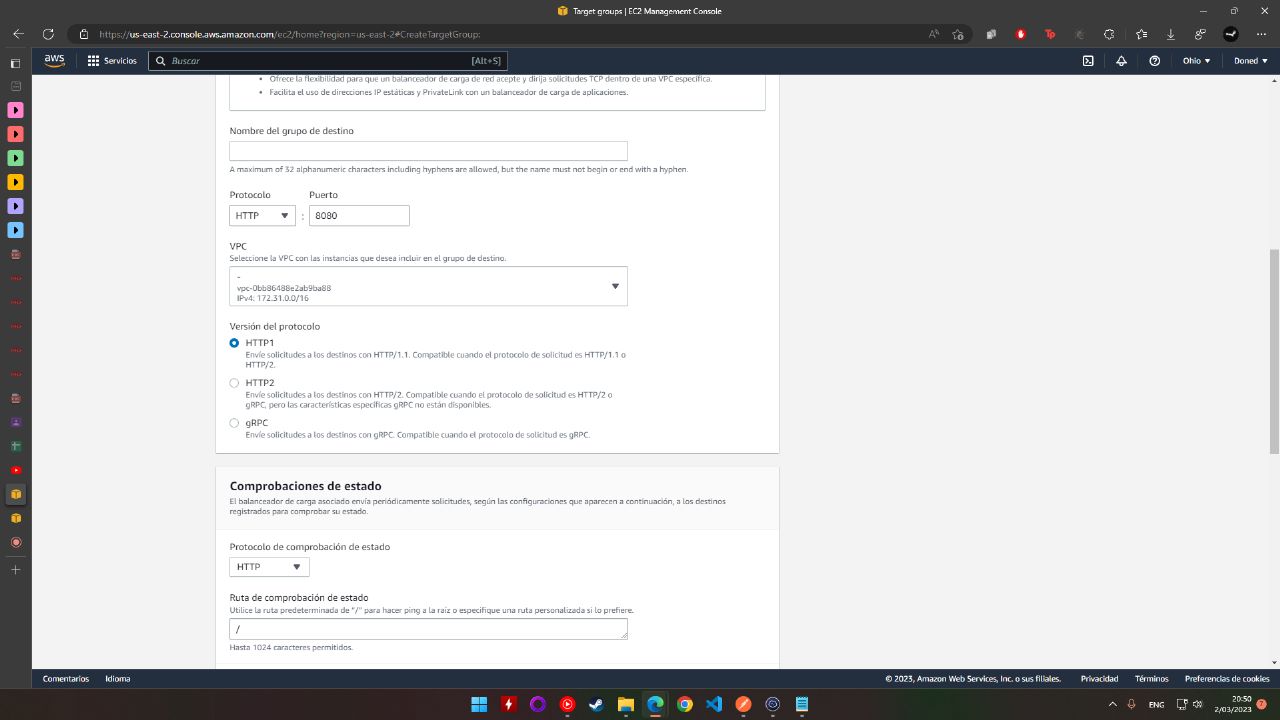 Target groups | EC2 Management Console
https://us-east-2.console.aws.amazon.com/ec2/home?region=us-east-2#CreateTargetGroup:
aws
Servicios
Buscar
[Alt+S]
Ohio
Doned
Ofrece la flexibilidad para que un balanceador de carga de red acepte y dirija solicitudes TCP dentro de una VPC específica.
Facilita el uso de direcciones IP estáticas y PrivateLink con un balanceador de carga de aplicaciones.
Nombre del grupo de destino
A maximum of 32 alphanumeric characters including hyphens are allowed, but the name must not begin or end with a hyphen.
Protocolo
Puerto
HTTP
:
8080
VPC
Seleccione la VPC con las instancias que desea incluir en el grupo de destino.
-
vpc-0bb86488e2ab9ba88
IPv4: 172.31.0.0/16
Versión del protocolo
HTTP1
Envíe solicitudes a los destinos con HTTP/1.1. Compatible cuando el protocolo de solicitud es HTTP/1.1 o
HTTP/2.
HTTP2
Envíe solicitudes a los destinos con HTTP/2. Compatible cuando el protocolo de solicitud es HTTP/2 o
gRPC, pero las características específicas gRPC no están disponibles.
gRPC
Envíe solicitudes a los destinos con gRPC. Compatible cuando el protocolo de solicitud es gRPC.
Comprobaciones de estado
El balanceador de carga asociado envía periódicamente solicitudes, según las configuraciones que aparecen a continuación, a los destinos
registrados para comprobar su estado.
Protocolo de comprobación de estado
HTTP
Ruta de comprobación de estado
Utilice la ruta predeterminada de "/" para hacer ping a la raíz o especifique una ruta personalizada si lo prefiere.
/
Hasta 1024 caracteres permitidos.
Comentarios
Idioma
© 2023, Amazon Web Services, Inc. o sus filiales.
Privacidad
Términos
Preferencias de cookies
ENG
20:50
2/03/2023
7